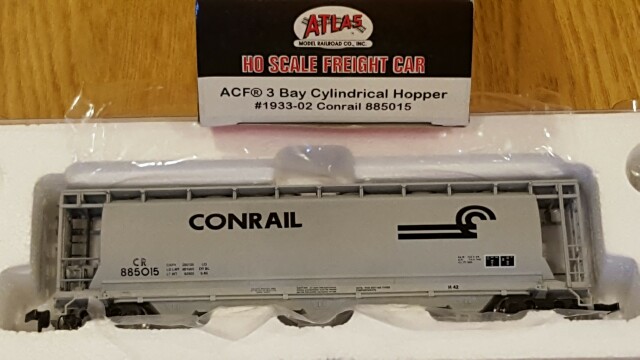 ATLAS
MODEL RAILROAD CO., INC.
HO SCALE FREIGHT CAR
ACF® 3 Bay Cylindrical Hopper
#1933-02 Conrail 885015
CONRAIL
CR
885015